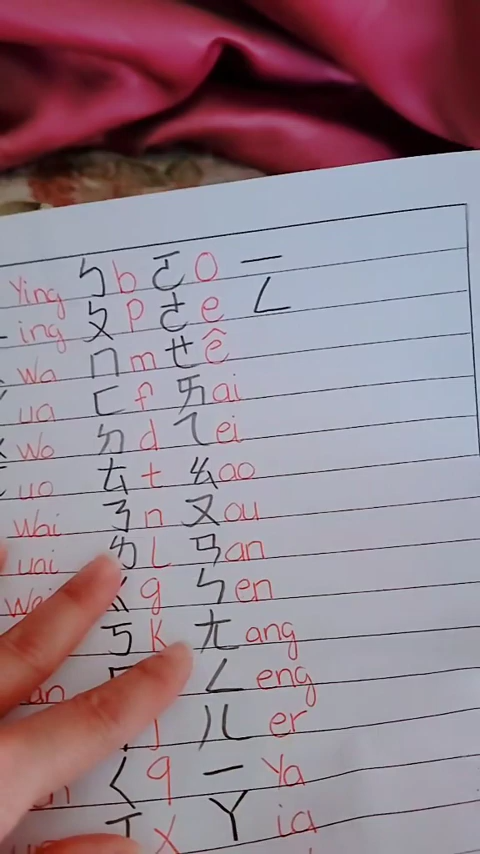 Ying ㄣ b ㄛ o ㄧ
ing ㄆ p ㄜ e ㄥ
Wa ㄇ m ㄝ ê
ua ㄈ f ㄞ ai
Wo ㄉ d ㄟ ei
uo ㄊ t ㄠ ao
Wai ㄋ n ㄡ ou
uai ㄌ l ㄢ an
ㄍ g ㄣ en
ㄎ k ㄤ ang
an ㄥ eng
j ㄦ er
ㄑ q ㄧ Ya
ㄒ x ㄚ ia